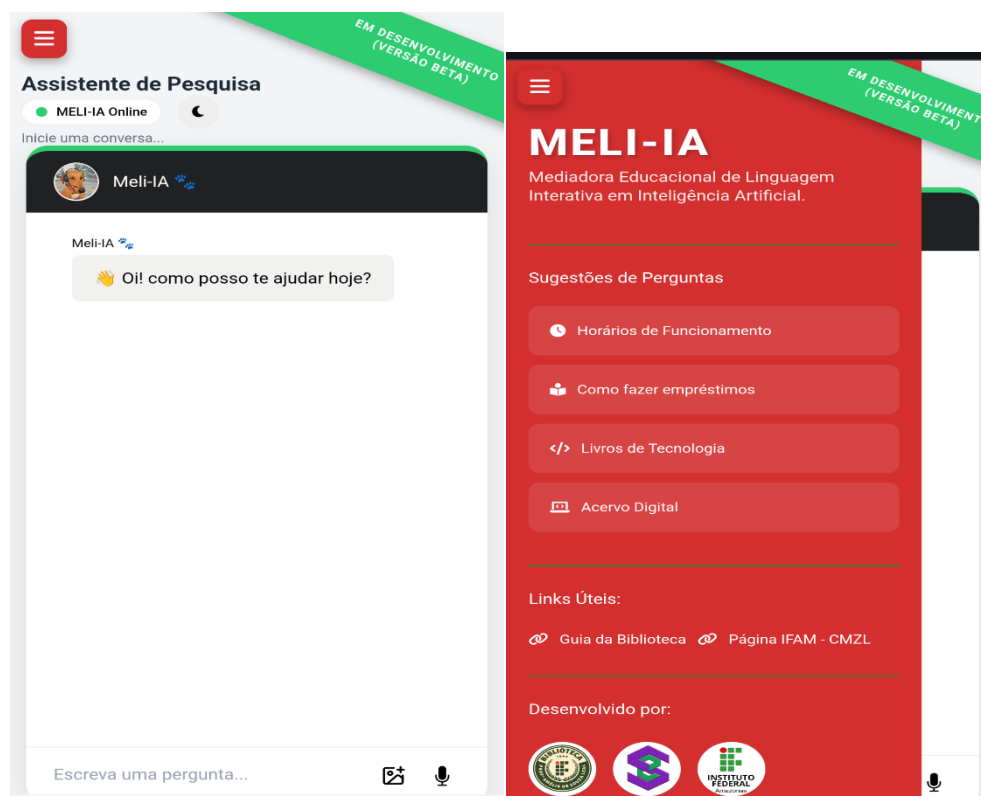 EM DESENVOLVIMENTO
(VERSÃO BETA)
Assistente de Pesquisa
MELI-IA Online
Inicie uma conversa...
Meli-IA 🐾
Meli-IA 🐾
👋 Oi! como posso te ajudar hoje?
Escreva uma pergunta...
EM DESENVOLVIMENT
(VERSÃO BETA)
MELI-IA
Mediadora Educacional de Linguagem
Interativa em Inteligência Artificial.
Sugestões de Perguntas
Horários de Funcionamento
Como fazer empréstimos
</> Livros de Tecnologia
Acervo Digital
Links Úteis:
Guia da Biblioteca Página IFAM - CMZL
Desenvolvido por:
BIBLIOTECA
INSTITUTO
FEDERAL
Amazonas